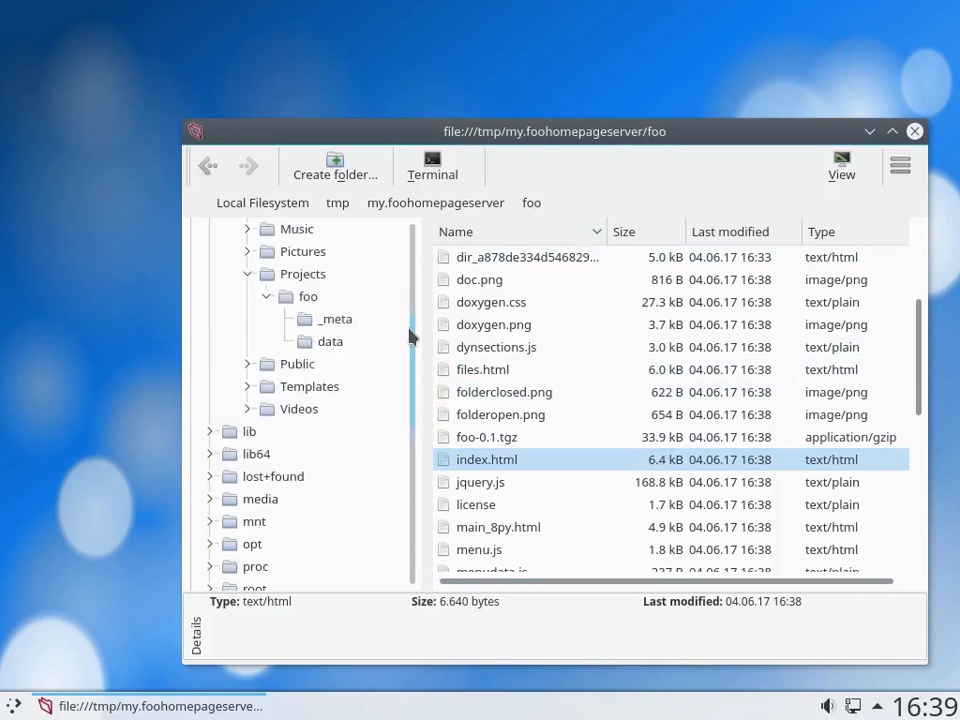 file:///tmp/my.foohomepageserver/foo
Create folder...
Terminal
View
Local Filesystem tmp my.foohomepageserver foo
Music
Pictures
Projects
foo
_meta
data
Public
Templates
Videos
lib
lib64
lost+found
media
mnt
opt
proc
root
Name Size Last modified Type
dir_a878de334d546829... 5.0 kB 04.06.17 16:33 text/html
doc.png 816 B 04.06.17 16:38 image/png
doxygen.css 27.3 kB 04.06.17 16:38 text/plain
doxygen.png 3.7 kB 04.06.17 16:38 image/png
dynsections.js 3.0 kB 04.06.17 16:38 text/plain
files.html 6.0 kB 04.06.17 16:38 text/html
folderclosed.png 622 B 04.06.17 16:38 image/png
folderopen.png 654 B 04.06.17 16:38 image/png
foo-0.1.tgz 33.9 kB 04.06.17 16:38 application/gzip
index.html 6.4 kB 04.06.17 16:38 text/html
jquery.js 168.8 kB 04.06.17 16:38 text/plain
license 1.7 kB 04.06.17 16:38 text/plain
main_8py.html 4.9 kB 04.06.17 16:38 text/html
menu.js 1.8 kB 04.06.17 16:38 text/html
menudata.js 04.06.17 16:38 text/plain
Type: text/html Size: 6.640 bytes Last modified: 04.06.17 16:38
Details
file:///tmp/my.foohomepageserve...
16:39